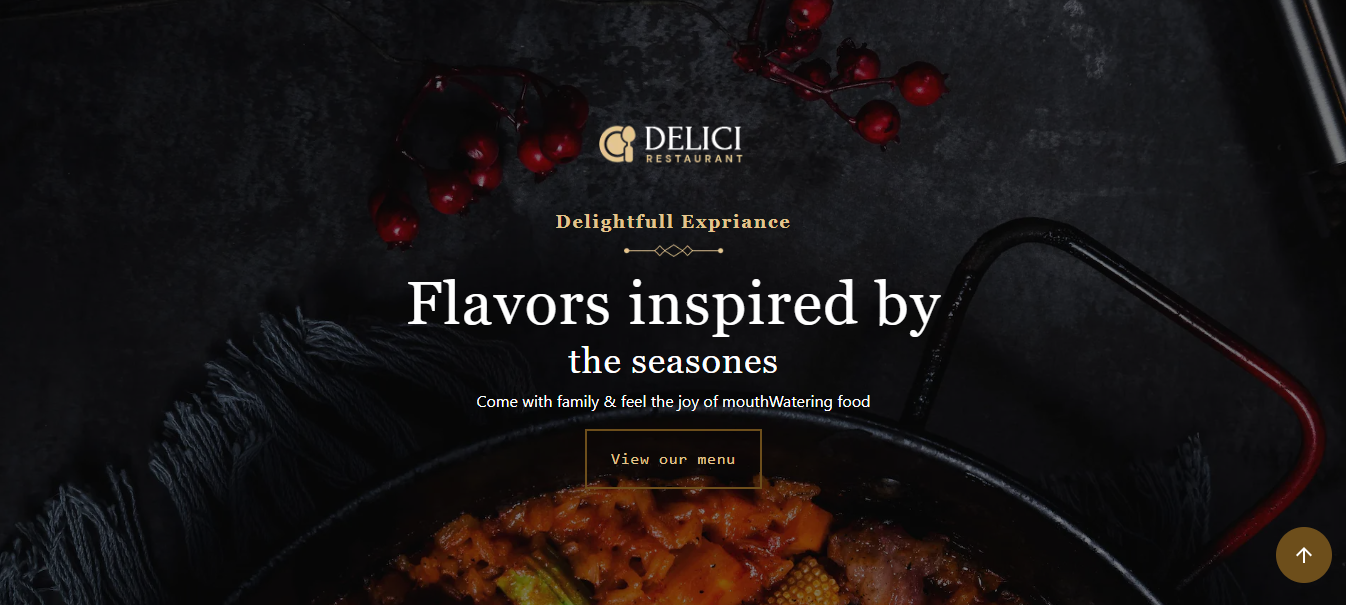 DELICI
RESTAURANT
Delightfull Expriance
Flavors inspired by
the seasones
Come with family & feel the joy of mouthWatering food
View our menu